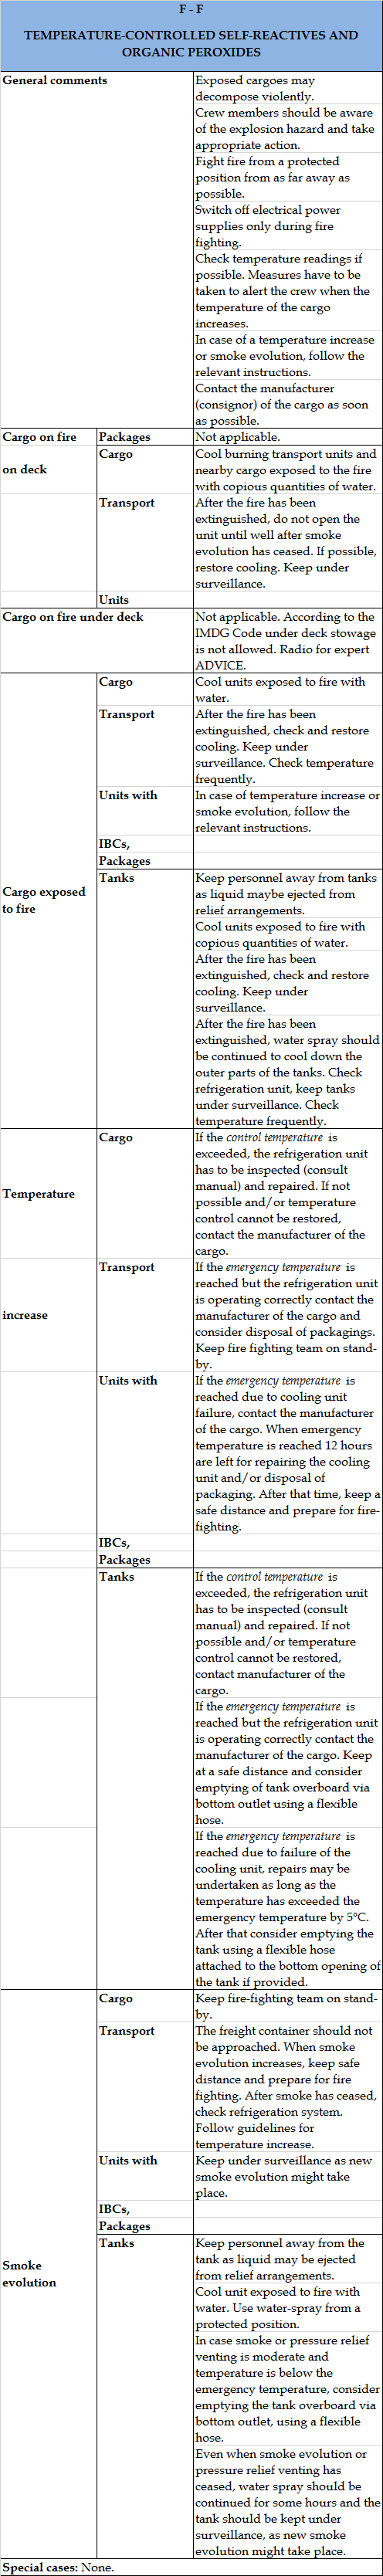 F - F
TEMPERATURE-CONTROLLED SELF-REACTIVES AND
ORGANIC PEROXIDES
General comments
Exposed cargoes may
decompose violently.
Crew members should be aware
of the explosion hazard and take
appropriate action.
Fight fire from a protected
position from as far away as
possible.
Switch off electrical power
supplies only during fire
fighting.
Check temperature readings if
possible. Measures have to be
taken to alert the crew when the
temperature of the cargo
increases.
In case of a temperature increase
or smoke evolution, follow the
relevant instructions.
Contact the manufacturer
(consignor) of the cargo as soon
as possible.
Cargo on fire
Packages
Not applicable.
on deck
Cargo
Cool burning transport units and
nearby cargo exposed to the fire
with copious quantities of water.
Transport
After the fire has been
extinguished, do not open the
unit until well after smoke
evolution has ceased. If possible,
restore cooling. Keep under
surveillance.
Units
Cargo on fire under deck
Not applicable. According to the
IMDG Code under deck stowage
is not allowed. Radio for expert
ADVICE.
Cargo exposed
to fire
Cargo
Cool units exposed to fire with
water.
Transport
After the fire has been
extinguished, check and restore
cooling. Keep under
surveillance. Check temperature
frequently.
Units with
In case of temperature increase or
smoke evolution, follow the
relevant instructions.
IBCs,
Packages
Tanks
Keep personnel away from tanks
as liquid maybe ejected from
relief arrangements.
Cool units exposed to fire with
copious quantities of water.
After the fire has been
extinguished, check and restore
cooling. Keep under
surveillance.
After the fire has been
extinguished, water spray should
be continued to cool down the
outer parts of the tanks. Check
refrigeration unit, keep tanks
under surveillance. Check
temperature frequently.
Temperature
Cargo
If the control temperature is
exceeded, the refrigeration unit
has to be inspected (consult
manual) and repaired. If not
possible and/or temperature
control cannot be restored,
contact the manufacturer of the
cargo.
increase
Transport
If the emergency temperature is
reached but the refrigeration unit
is operating correctly contact the
manufacturer of the cargo and
consider disposal of packagings.
Keep fire fighting team on stand-
by.
Units with
If the emergency temperature is
reached due to cooling unit
failure, contact the manufacturer
of the cargo. When emergency
temperature is reached 12 hours
are left for repairing the cooling
unit and/or disposal of
packaging. After that time, keep a
safe distance and prepare for fire-
fighting.
IBCs,
Packages
Tanks
If the control temperature is
exceeded, the refrigeration unit
has to be inspected (consult
manual) and repaired. If not
possible and/or temperature
control cannot be restored,
contact manufacturer of the
cargo.
If the emergency temperature is
reached but the refrigeration unit
is operating correctly contact the
manufacturer of the cargo. Keep
at a safe distance and consider
emptying of tank overboard via
bottom outlet using a flexible
hose.
If the emergency temperature is
reached due to failure of the
cooling unit, repairs may be
undertaken as long as the
temperature has exceeded the
emergency temperature by 5°C.
After that consider emptying the
tank using a flexible hose
attached to the bottom opening of
the tank if provided.
Smoke
evolution
Cargo
Keep fire-fighting team on stand-
by.
Transport
The freight container should not
be approached. When smoke
evolution increases, keep safe
distance and prepare for fire
fighting. After smoke has ceased,
check refrigeration system.
Follow guidelines for
temperature increase.
Units with
Keep under surveillance as new
smoke evolution might take
place.
IBCs,
Packages
Tanks
Keep personnel away from the
tank as liquid may be ejected
from relief arrangements.
Cool unit exposed to fire with
water. Use water-spray from a
protected position.
In case smoke or pressure relief
venting is moderate and
temperature is below the
emergency temperature, consider
emptying the tank overboard via
bottom outlet, using a flexible
hose.
Even when smoke evolution or
pressure relief venting has
ceased, water spray should be
continued for some hours and the
tank should be kept under
surveillance, as new smoke
evolution might take place.
Special cases: None.